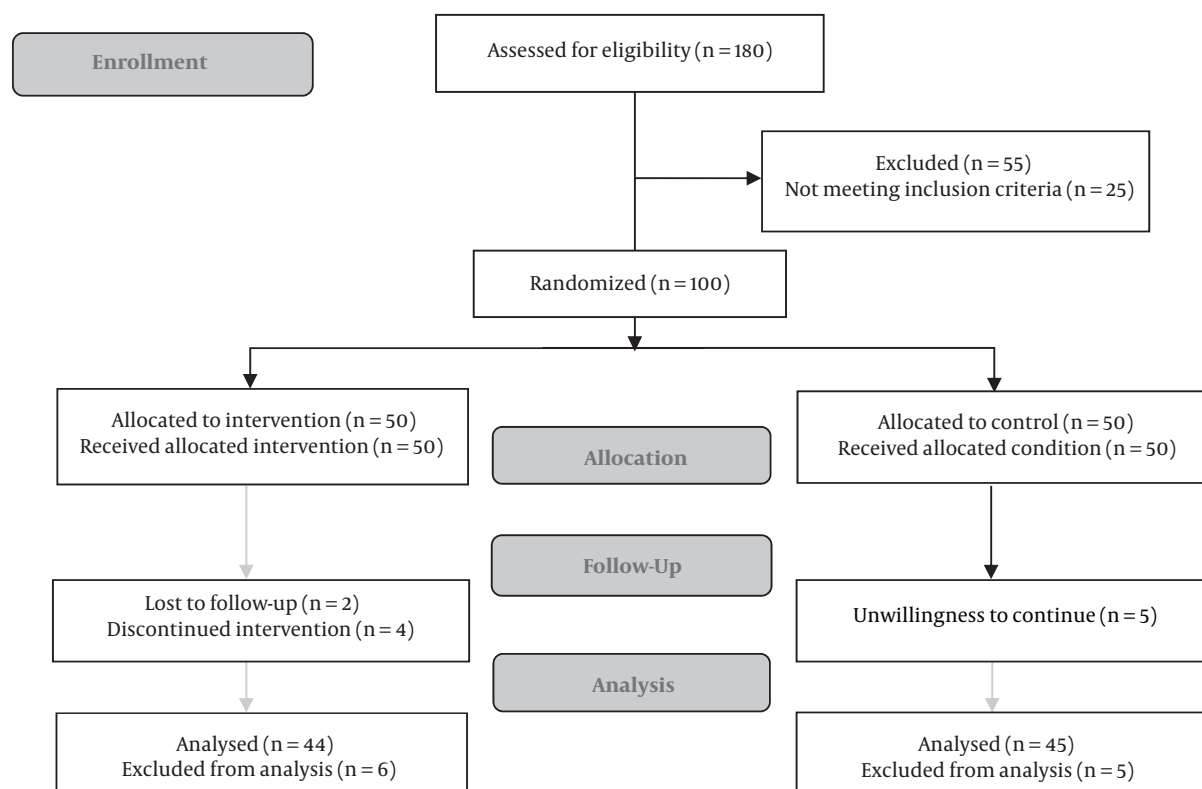 Enrollment
Assessed for eligibility (n = 180)
Excluded (n = 55)
Not meeting inclusion criteria (n = 25)
Randomized (n = 100)
Allocated to intervention (n = 50)
Received allocated intervention (n = 50)
Allocation
Allocated to control (n = 50)
Received allocated condition (n = 50)
Follow-Up
Lost to follow-up (n = 2)
Discontinued intervention (n = 4)
Unwillingness to continue (n = 5)
Analysis
Analysed (n = 44)
Excluded from analysis (n = 6)
Analysed (n = 45)
Excluded from analysis (n = 5)